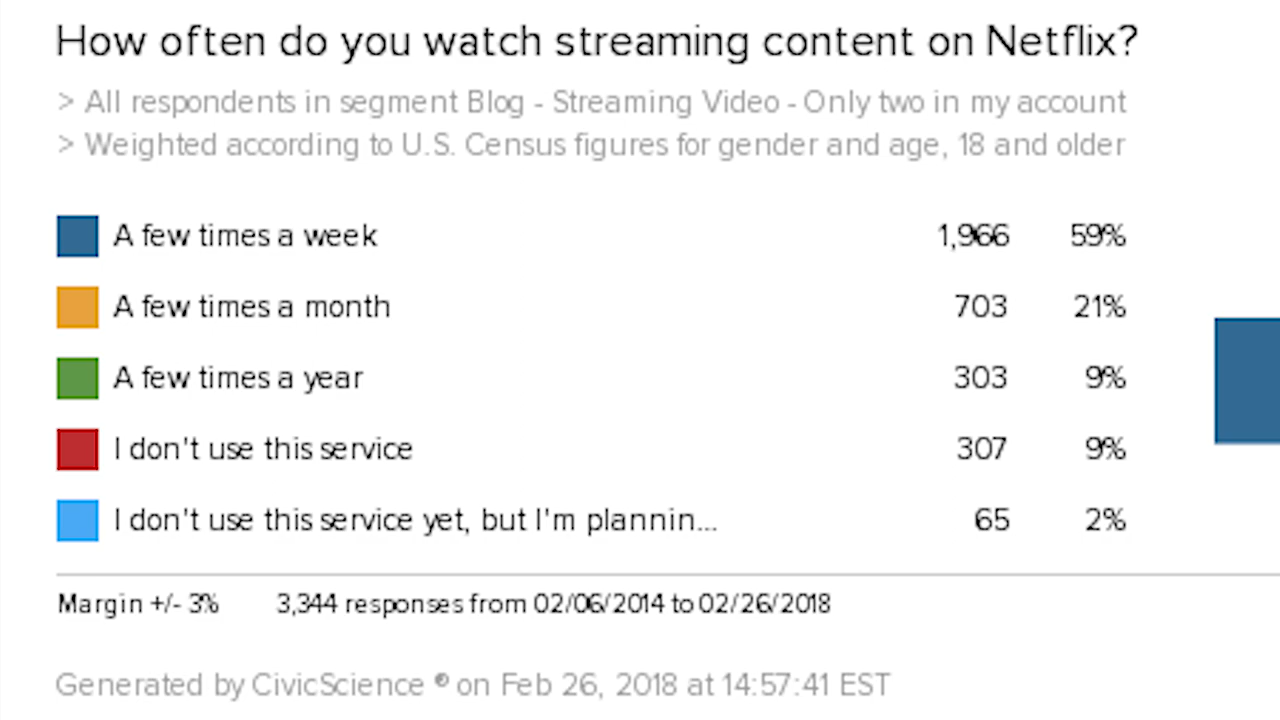 How often do you watch streaming content on Netflix?
> All respondents in segment Blog - Streaming Video - Only two in my account
> Weighted according to U.S. Census figures for gender and age, 18 and older
A few times a week 1,966 59%
A few times a month 703 21%
A few times a year 303 9%
I don't use this service 307 9%
I don't use this service yet, but I'm plannin... 65 2%
Margin +/- 3% 3,344 responses from 02/06/2014 to 02/26/2018
Generated by CivicScience ® on Feb 26, 2018 at 14:57:41 EST